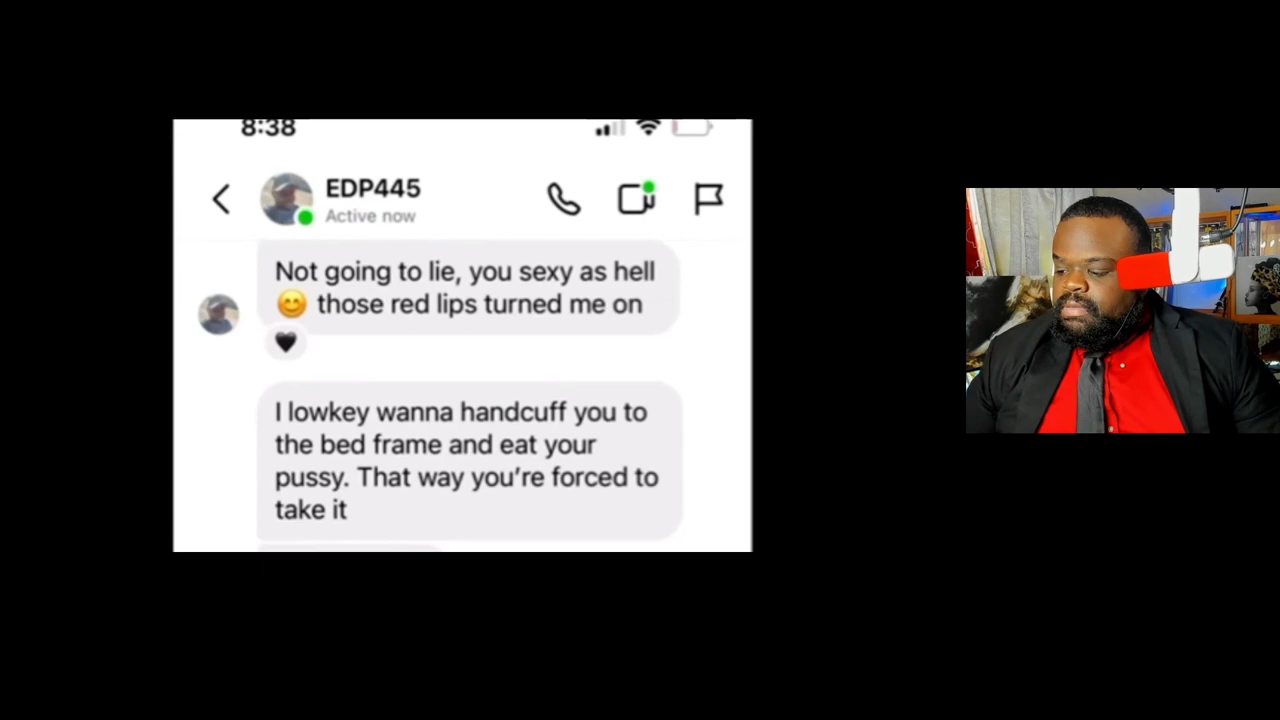 8:38
EDP445
Active now
Not going to lie, you sexy as hell
😊 those red lips turned me on
🖤
I lowkey wanna handcuff you to
the bed frame and eat your
pussy. That way you’re forced to
take it